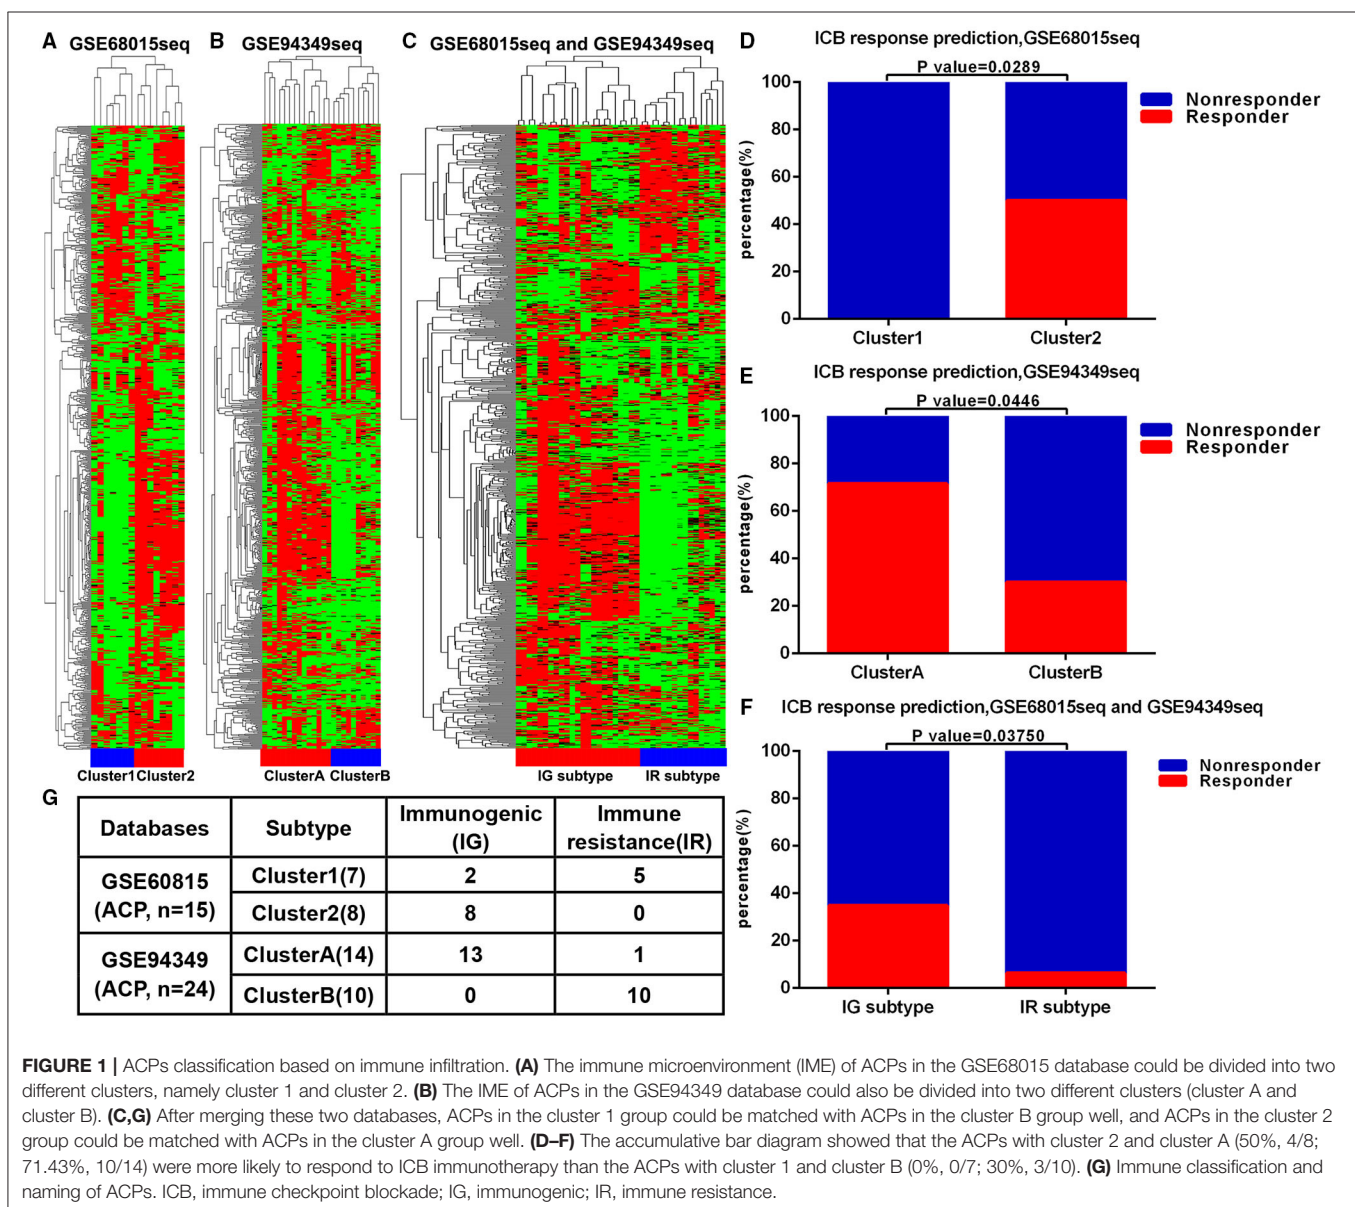 A GSE68015seq
B GSE94349seq
C GSE68015seq and GSE94349seq
Cluster1 Cluster2
ClusterA ClusterB
IG subtype IR subtype
D ICB response prediction,GSE68015seq
P value=0.0289
percentage(%)
100
80
60
40
20
0
Cluster1 Cluster2
Nonresponder
Responder
E ICB response prediction,GSE94349seq
P value=0.0446
percentage(%)
100
80
60
40
20
0
ClusterA ClusterB
Nonresponder
Responder
F ICB response prediction,GSE68015seq and GSE94349seq
P value=0.03750
percentage(%)
100
80
60
40
20
0
IG subtype IR subtype
Nonresponder
Responder
G
Databases Subtype Immunogenic (IG) Immune resistance(IR)
GSE60815 (ACP, n=15) Cluster1(7) 2 5
Cluster2(8) 8 0
GSE94349 (ACP, n=24) ClusterA(14) 13 1
ClusterB(10) 0 10
FIGURE 1 | ACPs classification based on immune infiltration. (A) The immune microenvironment (IME) of ACPs in the GSE68015 database could be divided into two
different clusters, namely cluster 1 and cluster 2. (B) The IME of ACPs in the GSE94349 database could also be divided into two different clusters (cluster A and
cluster B). (C,G) After merging these two databases, ACPs in the cluster 1 group could be matched with ACPs in the cluster B group well, and ACPs in the cluster 2
group could be matched with ACPs in the cluster A group well. (D–F) The accumulative bar diagram showed that the ACPs with cluster 2 and cluster A (50%, 4/8;
71.43%, 10/14) were more likely to respond to ICB immunotherapy than the ACPs with cluster 1 and cluster B (0%, 0/7; 30%, 3/10). (G) Immune classification and
naming of ACPs. ICB, immune checkpoint blockade; IG, immunogenic; IR, immune resistance.